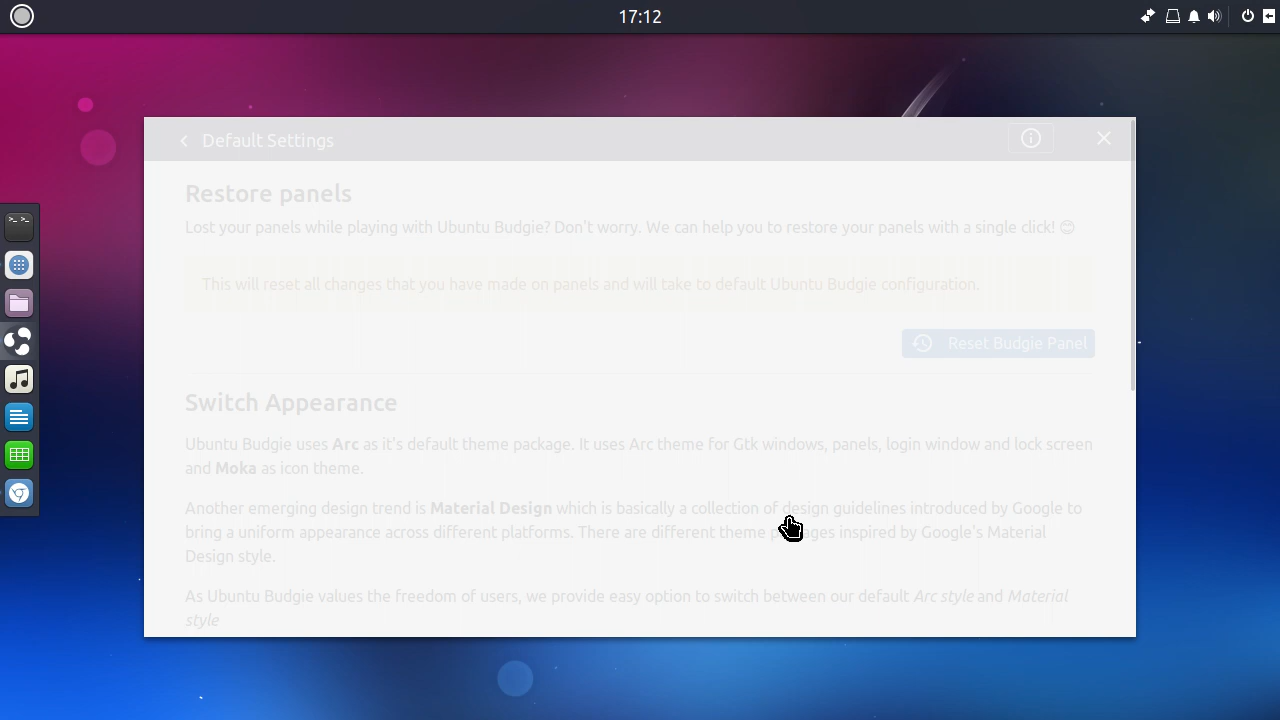 17:12
Default Settings
Restore panels
Lost your panels while playing with Ubuntu Budgie? Don't worry. We can help you to restore your panels with a single click! 😊
This will reset all changes that you have made on panels and will take to default Ubuntu Budgie configuration.
Reset Budgie Panel
Switch Appearance
Ubuntu Budgie uses Arc as it's default theme package. It uses Arc theme for Gtk windows, panels, login window and lock screen
and Moka as icon theme.
Another emerging design trend is Material Design which is basically a collection of design guidelines introduced by Google to
bring a uniform appearance across different platforms. There are different theme packages inspired by Google's Material
Design style.
As Ubuntu Budgie values the freedom of users, we provide easy option to switch between our default Arc style and Material
style